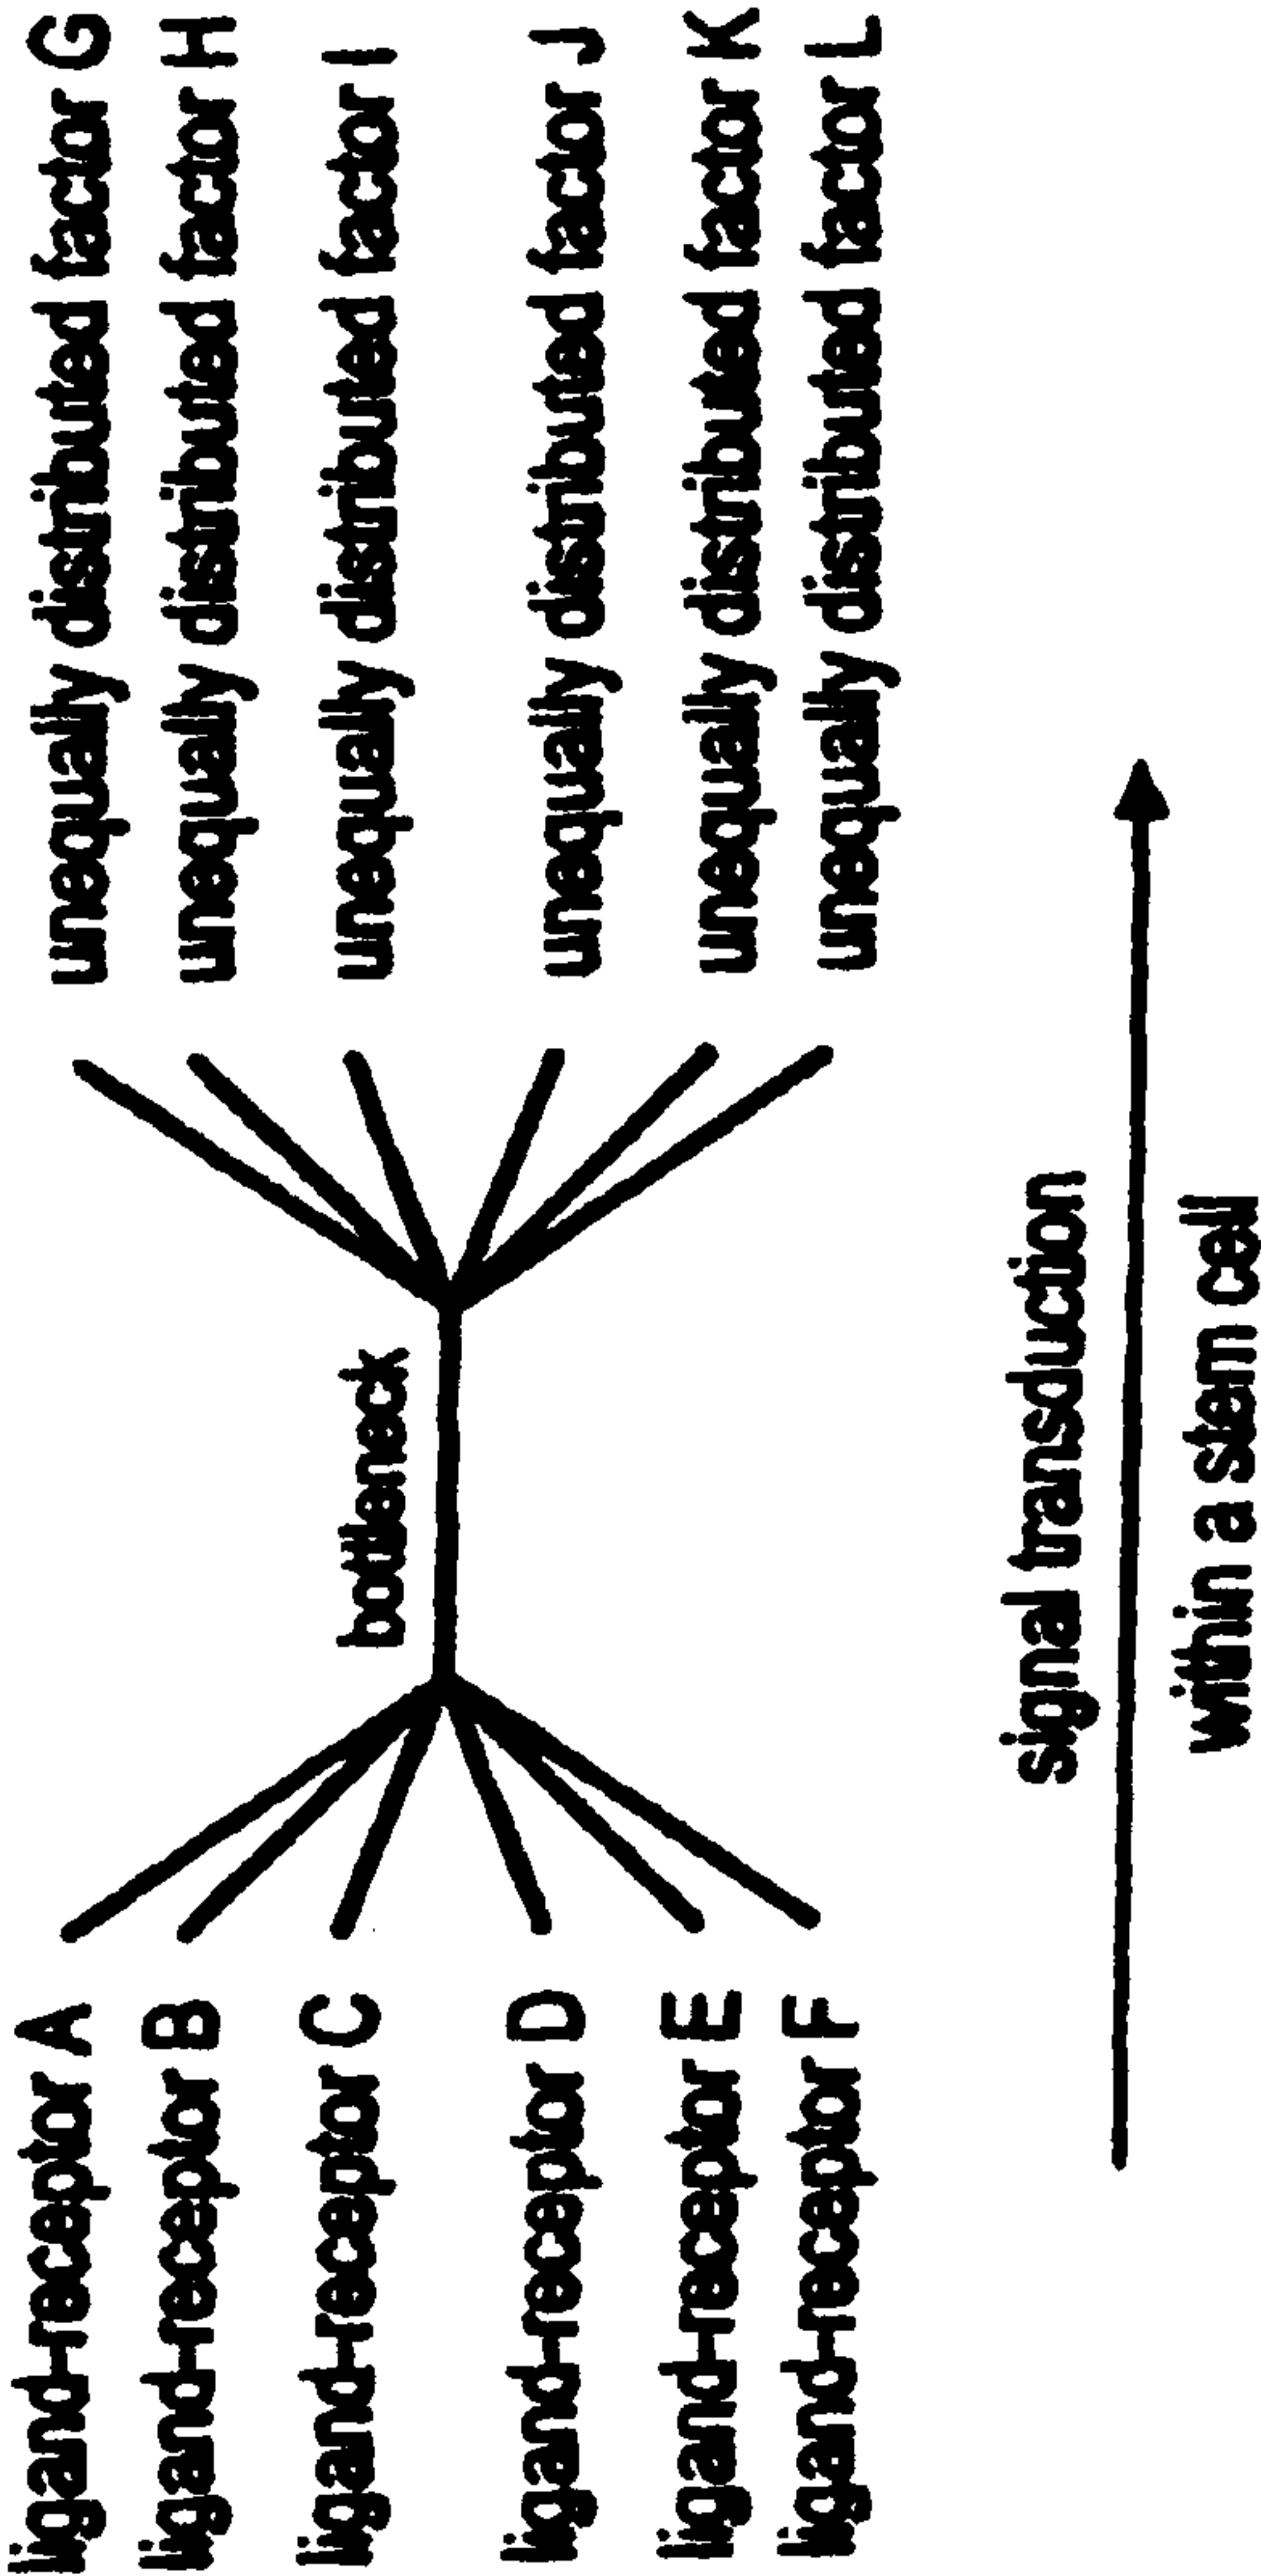 ligand-receptor A
ligand-receptor B
ligand-receptor C
ligand-receptor D
ligand-receptor E
ligand-receptor F
bottleneck
unequally distributed factor G
unequally distributed factor H
unequally distributed factor I
unequally distributed factor J
unequally distributed factor K
unequally distributed factor L
signal transduction
within a stem cell